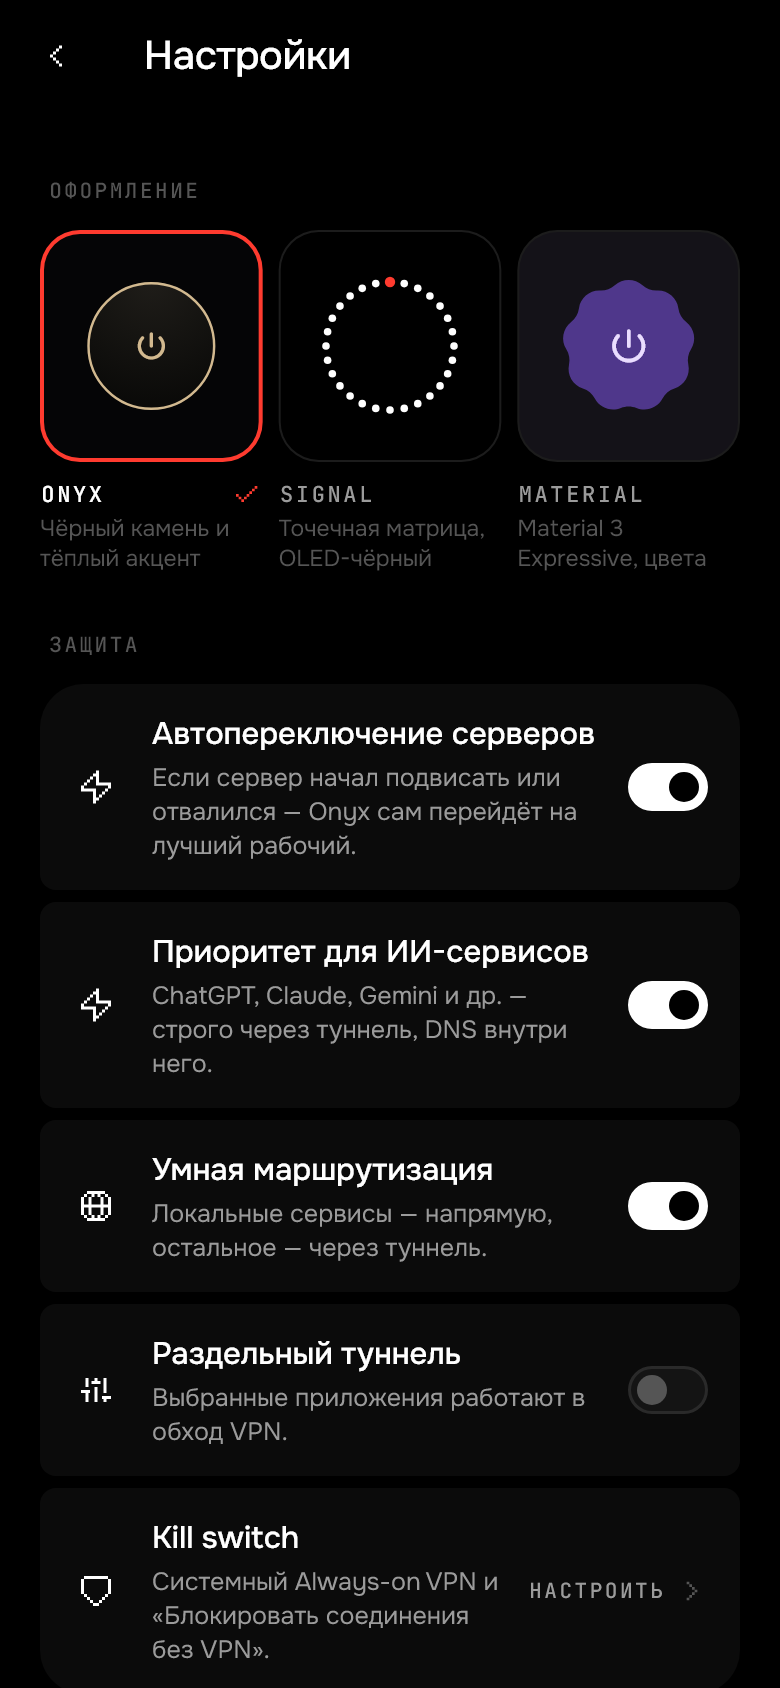 Настройки
ОФОРМЛЕНИЕ
ONYX
Чёрный камень и
тёплый акцент
SIGNAL
Точечная матрица,
OLED-чёрный
MATERIAL
Material 3
Expressive, цвета
ЗАЩИТА
Автопереключение серверов
Если сервер начал подвисать или
отвалился — Onyx сам перейдёт на
лучший рабочий.
Приоритет для ИИ-сервисов
ChatGPT, Claude, Gemini и др. —
строго через туннель, DNS внутри
него.
Умная маршрутизация
Локальные сервисы — напрямую,
остальное — через туннель.
Раздельный туннель
Выбранные приложения работают в
обход VPN.
Kill switch
Системный Always-on VPN и
«Блокировать соединения
без VPN».
НАСТРОИТЬ